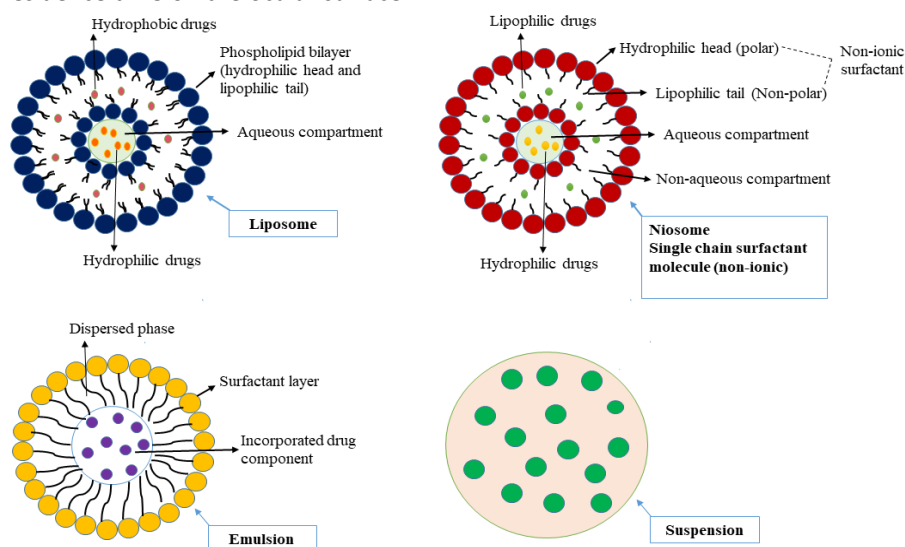 Hydrophobic drugs
Phospholipid bilayer
(hydrophilic head and
lipophilic tail)
Aqueous compartment
Liposome
Hydrophilic drugs
Lipophilic drugs
Hydrophilic head (polar)
Non-ionic
surfactant
Lipophilic tail (Non-polar)
Aqueous compartment
Non-aqueous compartment
Niosome
Single chain surfactant
molecule (non-ionic)
Hydrophilic drugs
Dispersed phase
Surfactant layer
Incorporated drug
component
Emulsion
Suspension